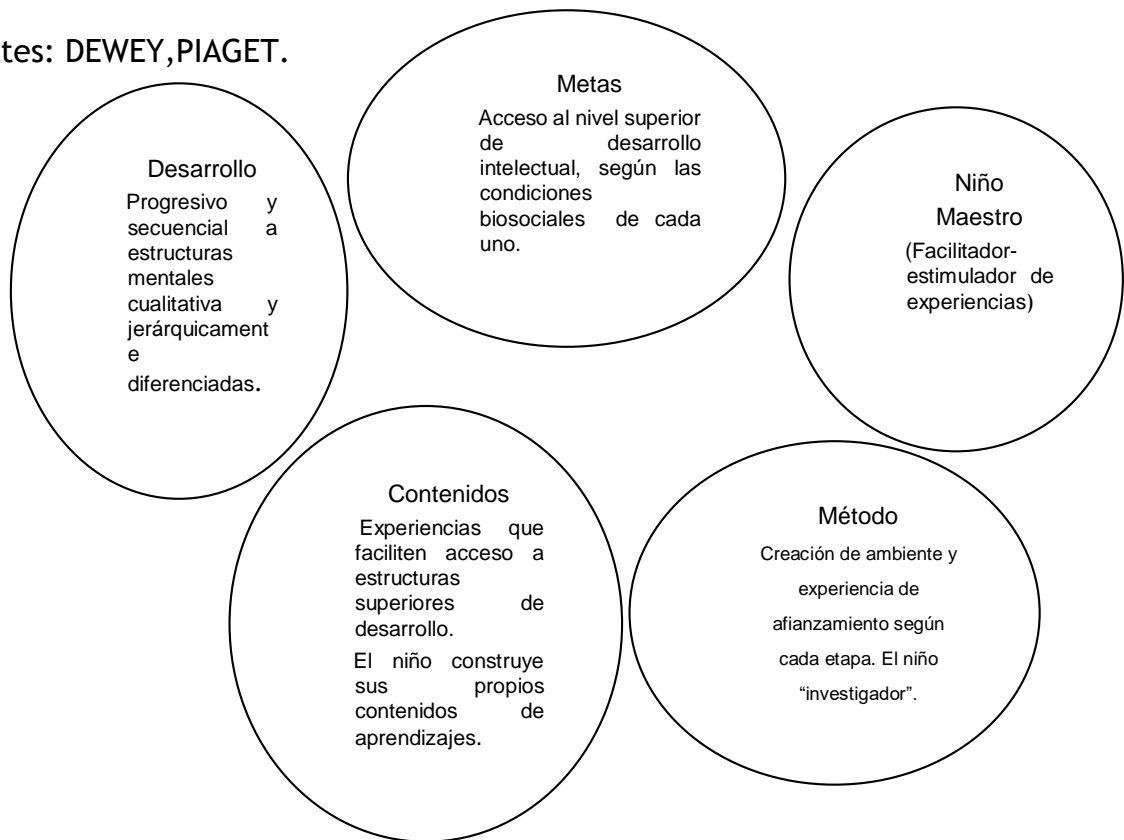 tes: DEWEY,PIAGET.
Metas
Acceso al nivel superior
de desarrollo
intelectual, según las
condiciones
biosociales de cada
uno.
Desarrollo
Progresivo y
secuencial a
estructuras
mentales
cualitativa y
jerárquicament
e
diferenciadas.
Niño
Maestro
(Facilitador-
estimulador de
experiencias)
Contenidos
Experiencias que
faciliten acceso a
estructuras
superiores de
desarrollo.
El niño construye
sus propios
contenidos de
aprendizajes.
Método
Creación de ambiente y
experiencia de
afianzamiento según
cada etapa. El niño
“investigador”.